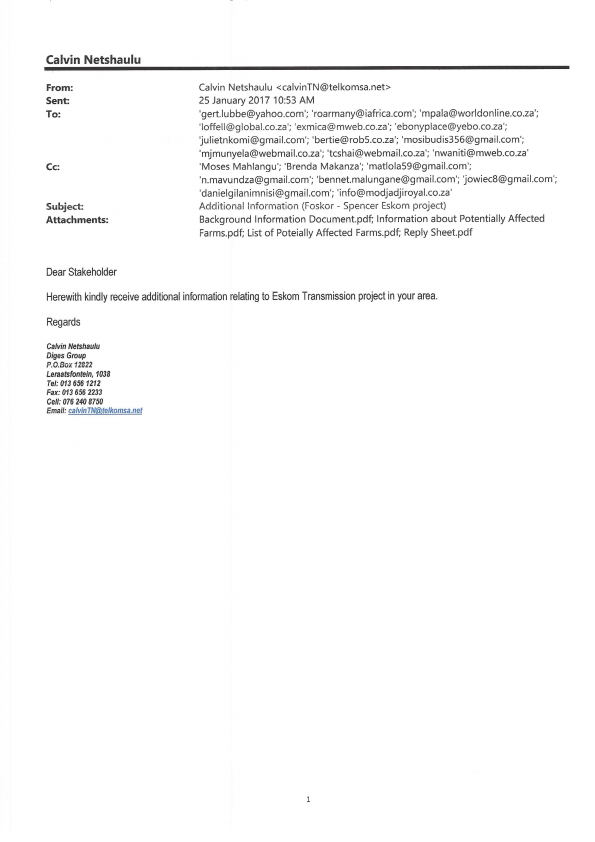 Calvin Netshaulu
From: Calvin Netshaulu <calvinTN@telkomsa.net>
Sent: 25 January 2017 10:53 AM
To: 'gert.lubbe@yahoo.com'; 'roarmany@iafrica.com'; 'mpala@worldonline.co.za';
'loffell@global.co.za'; 'exmica@mweb.co.za'; 'ebonyplace@yebo.co.za';
'julietnkomi@gmail.com'; 'bertie@rob5.co.za'; 'mosibudis356@gmail.com';
'mjmunyela@webmail.co.za'; 'tcshai@webmail.co.za'; 'nwaniti@mweb.co.za'
Cc: 'Moses Mahlangu'; 'Brenda Makanza'; 'matlola59@gmail.com';
'n.mavundza@gmail.com'; 'bennet.malungane@gmail.com'; 'jowiec8@gmail.com';
'danielgilanimnisi@gmail.com'; 'info@modjadjiroyal.co.za'
Subject: Additional Information (Foskor - Spencer Eskom project)
Attachments: Background Information Document.pdf; Information about Potentially Affected
Farms.pdf; List of Poteially Affected Farms.pdf; Reply Sheet.pdf
Dear Stakeholder
Herewith kindly receive additional information relating to Eskom Transmission project in your area.
Regards
Calvin Netshaulu
Diges Group
P.O.Box 12822
Leraatsfontein, 1038
Tel: 013 656 1212
Fax: 013 656 2233
Cell: 076 240 8750
Email: calvinTN@telkomsa.net
1